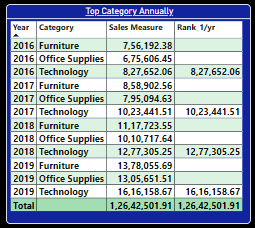 Top Category Annually
Year Category Sales Measure Rank_1/yr
2016 Furniture 7,56,192.38
2016 Office Supplies 6,75,606.45
2016 Technology 8,27,652.06 8,27,652.06
2017 Furniture 8,58,902.56
2017 Office Supplies 7,95,094.63
2017 Technology 10,23,441.51 10,23,441.51
2018 Furniture 11,17,723.55
2018 Office Supplies 10,10,717.64
2018 Technology 12,77,305.25 12,77,305.25
2019 Furniture 13,78,055.69
2019 Office Supplies 13,05,651.51
2019 Technology 16,16,158.67 16,16,158.67
Total 1,26,42,501.91 1,26,42,501.91